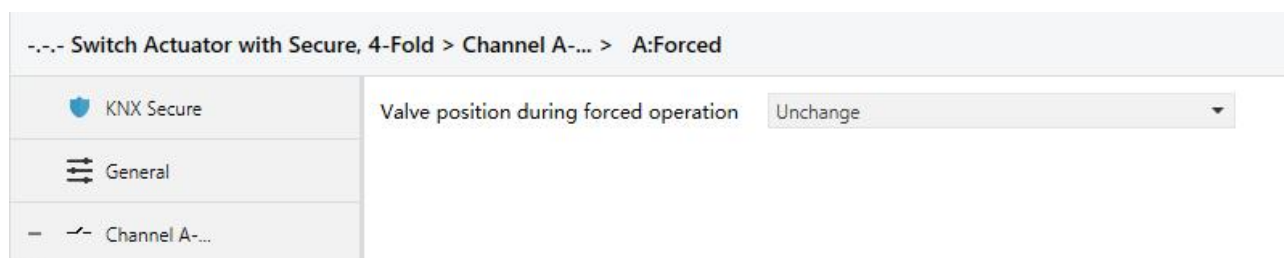 -.-.- Switch Actuator with Secure, 4-Fold > Channel A-... > A:Forced
KNX Secure
Valve position during forced operation Unchange
General
Channel A-...